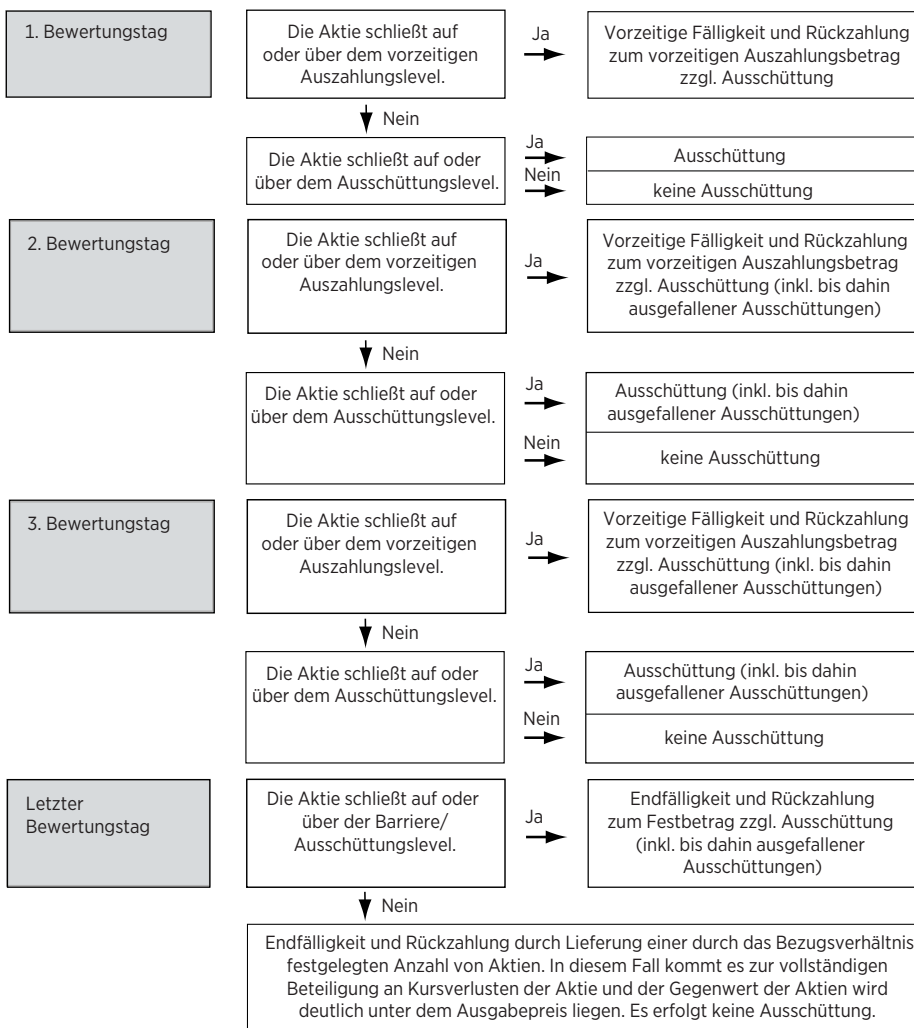 1. Bewertungstag
Die Aktie schließt auf
oder über dem vorzeitigen
Auszahlungslevel.
Ja
Vorzeitige Fälligkeit und Rückzahlung
zum vorzeitigen Auszahlungsbetrag
zzgl. Ausschüttung
Nein
Die Aktie schließt auf oder
über dem Ausschüttungslevel.
Ja
Ausschüttung
Nein
keine Ausschüttung
2. Bewertungstag
Die Aktie schließt auf
oder über dem vorzeitigen
Auszahlungslevel.
Ja
Vorzeitige Fälligkeit und Rückzahlung
zum vorzeitigen Auszahlungsbetrag
zzgl. Ausschüttung (inkl. bis dahin
ausgefallener Ausschüttungen)
Nein
Die Aktie schließt auf oder
über dem Ausschüttungslevel.
Ja
Ausschüttung (inkl. bis dahin
ausgefallener Ausschüttungen)
Nein
keine Ausschüttung
3. Bewertungstag
Die Aktie schließt auf
oder über dem vorzeitigen
Auszahlungslevel.
Ja
Vorzeitige Fälligkeit und Rückzahlung
zum vorzeitigen Auszahlungsbetrag
zzgl. Ausschüttung (inkl. bis dahin
ausgefallener Ausschüttungen)
Nein
Die Aktie schließt auf oder
über dem Ausschüttungslevel.
Ja
Ausschüttung (inkl. bis dahin
ausgefallener Ausschüttungen)
Nein
keine Ausschüttung
Letzter
Bewertungstag
Die Aktie schließt auf oder
über der Barriere/
Ausschüttungslevel.
Ja
Endfälligkeit und Rückzahlung
zum Festbetrag zzgl. Ausschüttung
(inkl. bis dahin ausgefallener
Ausschüttungen)
Nein
Endfälligkeit und Rückzahlung durch Lieferung einer durch das Bezugsverhältnis
festgelegten Anzahl von Aktien. In diesem Fall kommt es zur vollständigen
Beteiligung an Kursverlusten der Aktie und der Gegenwert der Aktien wird
deutlich unter dem Ausgabepreis liegen. Es erfolgt keine Ausschüttung.